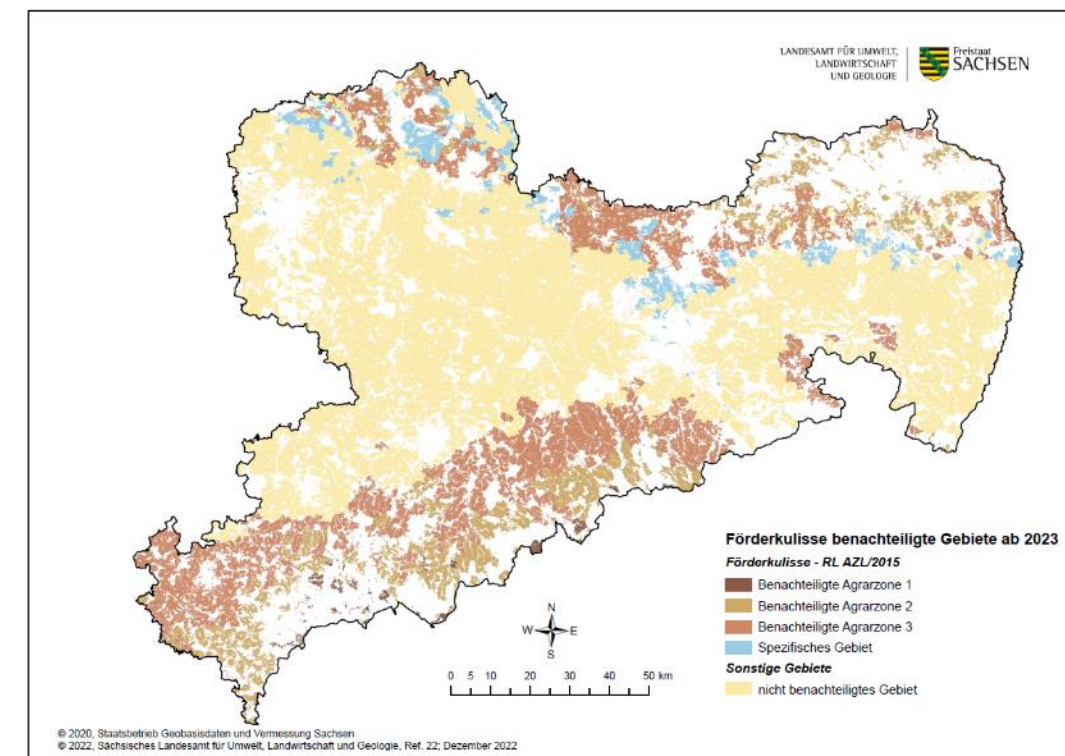 LANDESAMT FÜR UMWELT,
LANDWIRTSCHAFT
UND GEOLOGIE
Freistaat
SACHSEN
Förderkulisse benachteiligte Gebiete ab 2023
Förderkulisse - RL AZL/2015
Benachteiligte Agrarzone 1
Benachteiligte Agrarzone 2
Benachteiligte Agrarzone 3
Spezifisches Gebiet
Sonstige Gebiete
nicht benachteiligtes Gebiet
N
W E
S
0 5 10 20 30 40 50 km
© 2020, Staatsbetrieb Geobasisdaten und Vermessung Sachsen
© 2022, Sächsisches Landesamt für Umwelt, Landwirtschaft und Geologie, Ref. 22; Dezember 2022